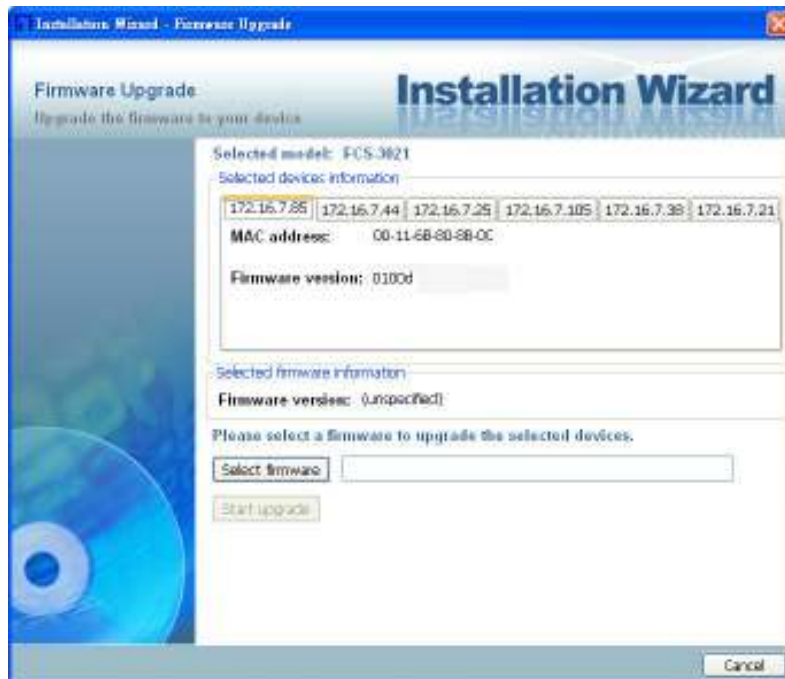 Installation Wizard - Firmware Upgrade
Firmware Upgrade
Installation Wizard
Upgrade the firmware to your device
Selected model: FCS-3021
Selected devices information
172.16.7.85 172.16.7.44 172.16.7.25 172.16.7.105 172.16.7.38 172.16.7.21
MAC address: 00-11-6B-80-8B-0C
Firmware version: 0100d
Selected firmware information
Firmware version: (unspecified)
Please select a firmware to upgrade the selected devices.
Select firmware
Start upgrade
Cancel